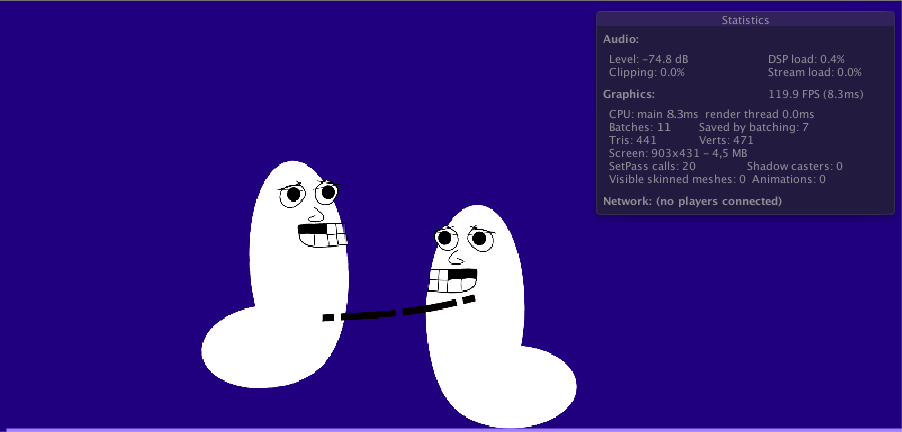 Statistics
Audio:
Level: -74.8 dB DSP load: 0.4%
Clipping: 0.0% Stream load: 0.0%
Graphics: 119.9 FPS (8.3ms)
CPU: main 8.3ms render thread 0.0ms
Batches: 11 Saved by batching: 7
Tris: 441 Verts: 471
Screen: 903x431 - 4,5 MB
SetPass calls: 20 Shadow casters: 0
Visible skinned meshes: 0 Animations: 0
Network: (no players connected)